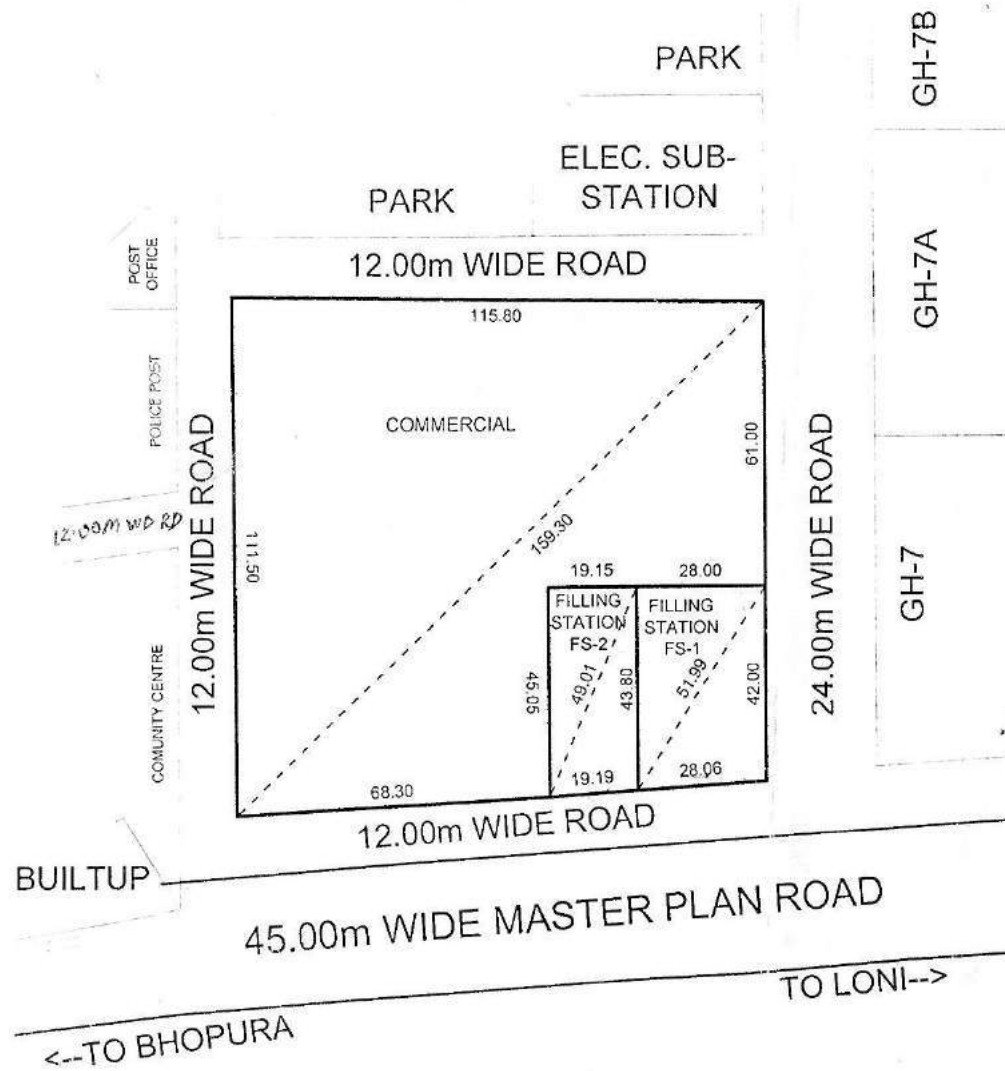 PARK
GH-7B
ELEC. SUB-
STATION
PARK
POST
OFFICE
12.00m WIDE ROAD
GH-7A
115.80
POLICE POST
COMMERCIAL
61.00
12.00m WIDE ROAD
24.00m WIDE ROAD
12.00M WD RD
159.30
111.50
GH-7
19.15
28.00
FILLING
STATION
FS-2
FILLING
STATION
FS-1
45.05
49.01
43.80
51.99
42.00
COMUNITY CENTRE
68.30
19.19
28.06
12.00m WIDE ROAD
BUILTUP
45.00m WIDE MASTER PLAN ROAD
TO LONI-->
<--TO BHOPURA